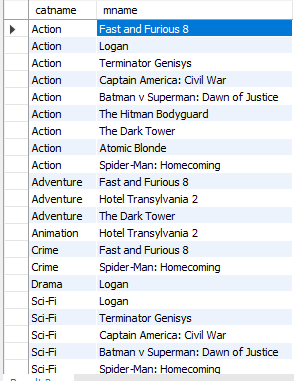 catname mname
Action Fast and Furious 8
Action Logan
Action Terminator Genisys
Action Captain America: Civil War
Action Batman v Superman: Dawn of Justice
Action The Hitman Bodyguard
Action The Dark Tower
Action Atomic Blonde
Action Spider-Man: Homecoming
Adventure Fast and Furious 8
Adventure Hotel Transylvania 2
Adventure The Dark Tower
Animation Hotel Transylvania 2
Crime Fast and Furious 8
Crime Spider-Man: Homecoming
Drama Logan
Sci-Fi Logan
Sci-Fi Terminator Genisys
Sci-Fi Captain America: Civil War
Sci-Fi Batman v Superman: Dawn of Justice
Sci-Fi Spider-Man: Homecoming